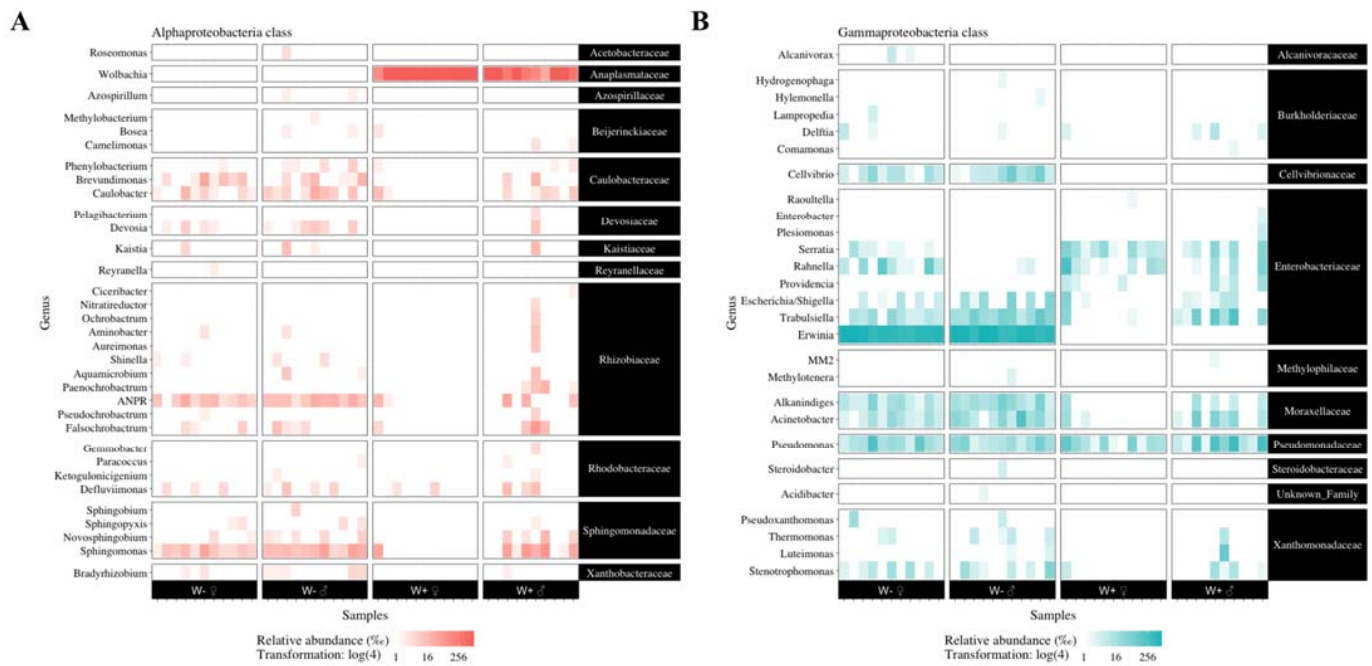 A
Alphaproteobacteria class
Roseomonas
Acetobacteraceae
Wolbachia
Anaplasmataceae
Azospirillum
Azospirillaceae
Methylobacterium
Bosea
Camelimonas
Beijerinckiaceae
Phenylobacterium
Brevundimonas
Caulobacter
Caulobacteraceae
Pelagibacterium
Devosia
Devosiaceae
Kaistia
Kaistiaceae
Reyranella
Reyranellaceae
Ciceribacter
Nitratireductor
Ochrobactrum
Aminobacter
Aureimonas
Shinella
Aquamicrobium
Paenochrobactrum
ANPR
Pseudochrobactrum
Falsochrobactrum
Rhizobiaceae
Gemmobacter
Paracoccus
Ketogulonicigenium
Defluviimonas
Rhodobacteraceae
Sphingobium
Sphingopyxis
Novosphingobium
Sphingomonas
Sphingomonadaceae
Bradyrhizobium
Xanthobacteraceae
Genus
W- ♀ W- ♂ W+ ♀ W+ ♂
Samples
Relative abundance (‰)
Transformation: log(4) 1 16 256
B
Gammaproteobacteria class
Alcanivorax
Alcanivoracaceae
Hydrogenophaga
Hylemonella
Lampropedia
Delftia
Comamonas
Burkholderiaceae
Cellvibrio
Cellvibrionaceae
Raoultella
Enterobacter
Plesiomonas
Serratia
Rahnella
Providencia
Escherichia/Shigella
Trabulsiella
Erwinia
Enterobacteriaceae
MM2
Methylotenera
Methylophilaceae
Alkanindiges
Acinetobacter
Moraxellaceae
Pseudomonas
Pseudomonadaceae
Steroidobacter
Steroidobacteraceae
Acidibacter
Unknown_Family
Pseudoxanthomonas
Thermomonas
Luteimonas
Stenotrophomonas
Xanthomonadaceae
Genus
W- ♀ W- ♂ W+ ♀ W+ ♂
Samples
Relative abundance (‰)
Transformation: log(4) 1 16 256